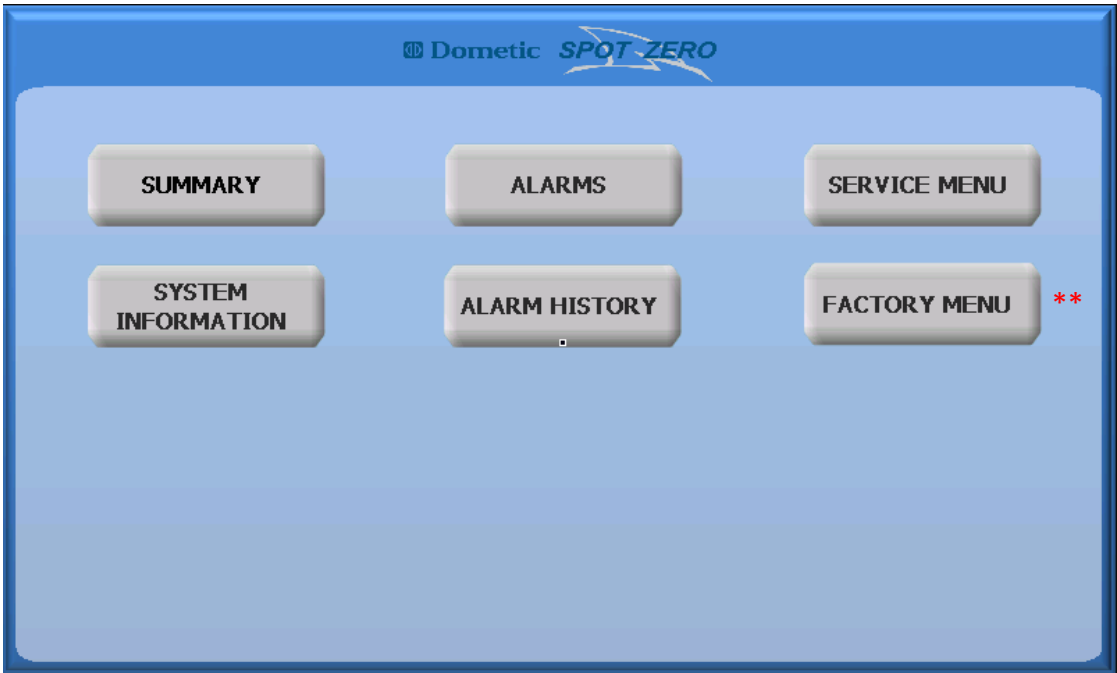 Dometic SPOT ZERO
SUMMARY
ALARMS
SERVICE MENU
SYSTEM
INFORMATION
ALARM HISTORY
FACTORY MENU **